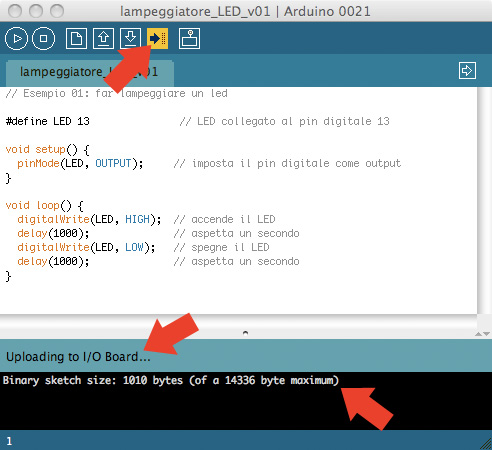 lampeggiatore_LED_v01 | Arduino 0021
lampeggiatore_LED_v01
// Esempio 01: far lampeggiare un led
#define LED 13 // LED collegato al pin digitale 13
void setup() {
pinMode(LED, OUTPUT); // imposta il pin digitale come output
}
void loop() {
digitalWrite(LED, HIGH); // accende il LED
delay(1000); // aspetta un secondo
digitalWrite(LED, LOW); // spegne il LED
delay(1000); // aspetta un secondo
}
Uploading to I/O Board...
Binary sketch size: 1010 bytes (of a 14336 byte maximum)
1